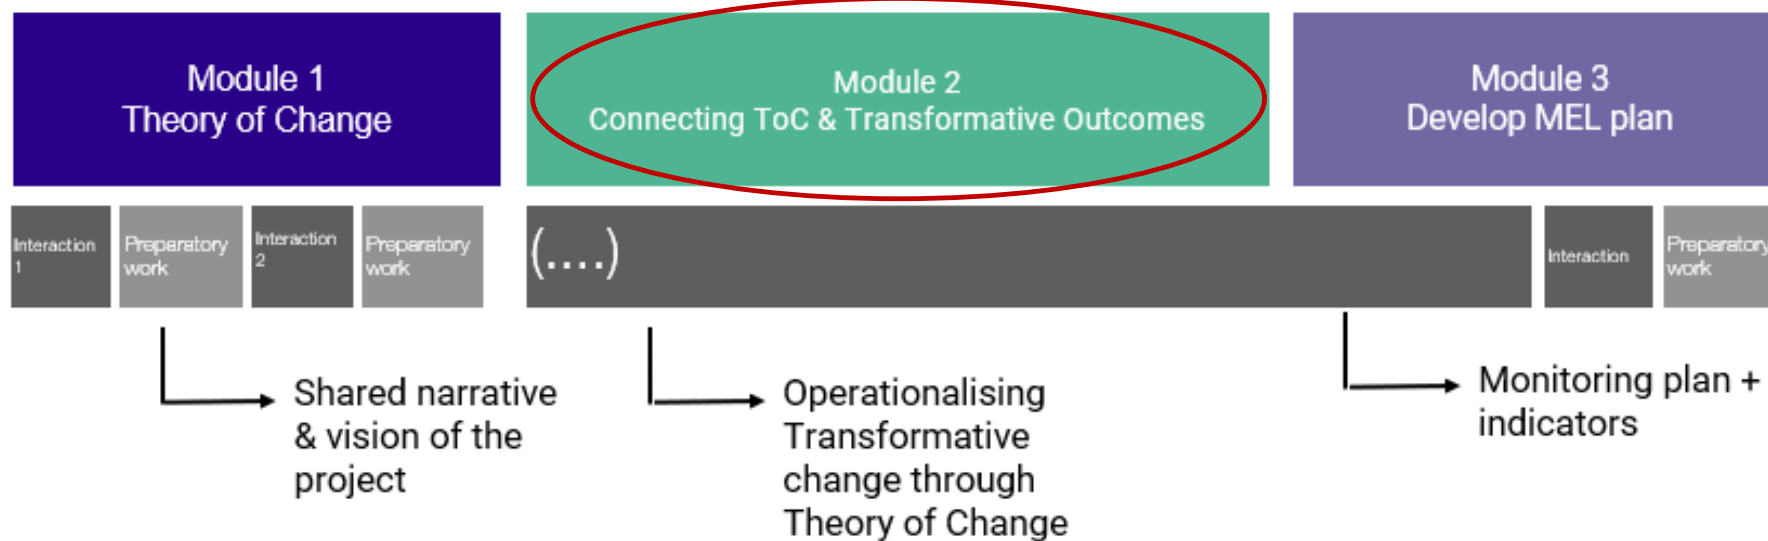 Module 1
Theory of Change
Module 2
Connecting ToC & Transformative Outcomes
Module 3
Develop MEL plan
Interaction
1
Preparatory
work
Interaction
2
Preparatory
work
(....)
Interaction
Preparatory
work
Shared narrative
& vision of the
project
Operationalising
Transformative
change through
Theory of Change
Monitoring plan +
indicators